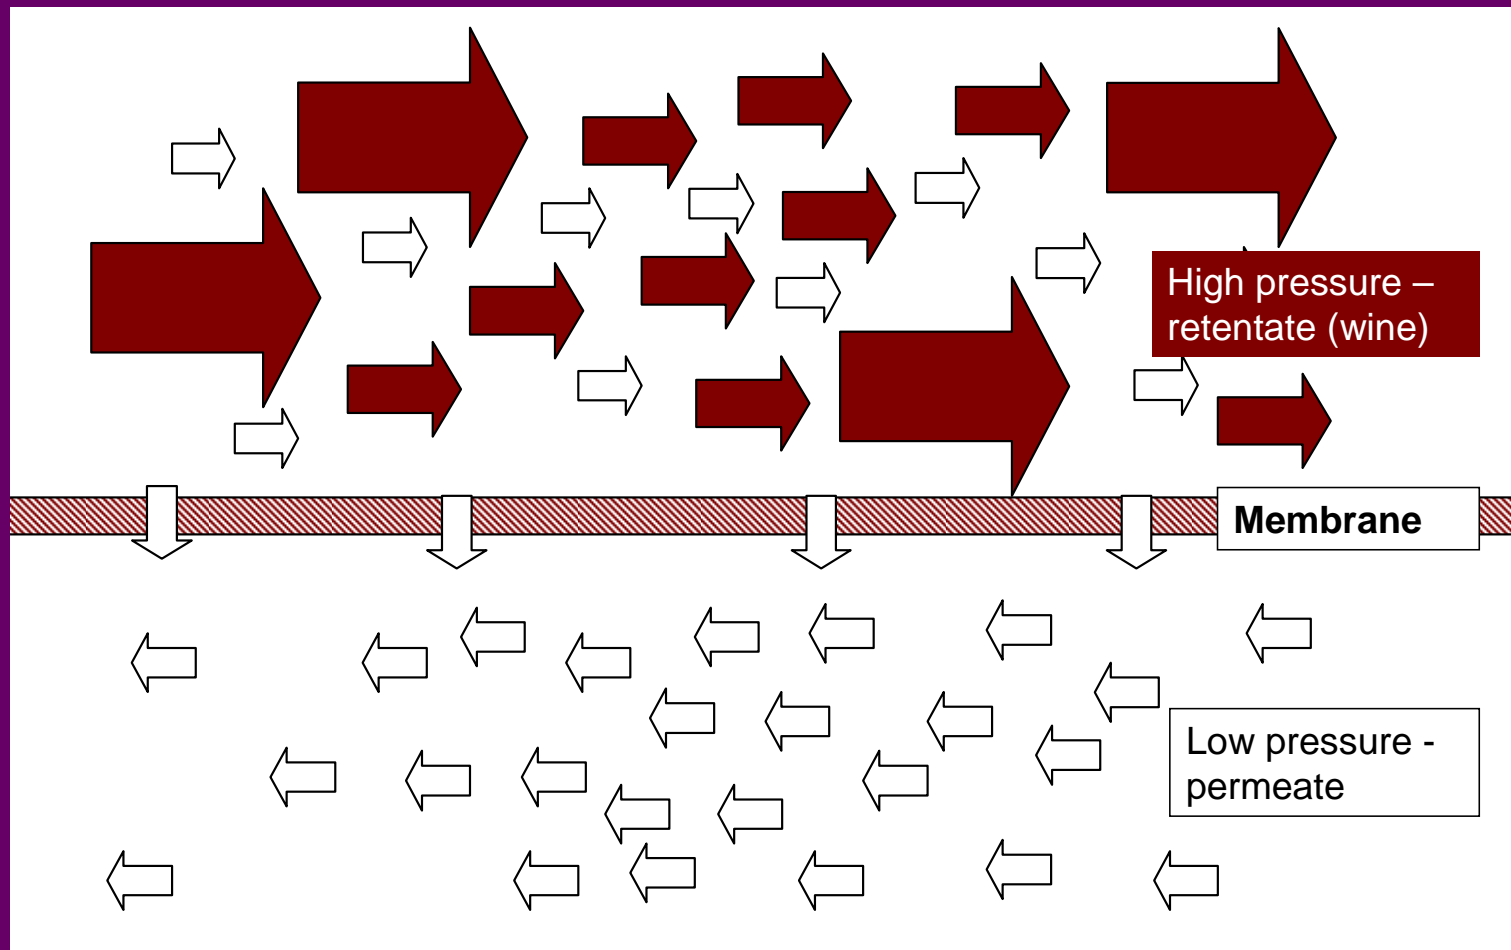 High pressure –
retentate (wine)
Membrane
Low pressure -
permeate